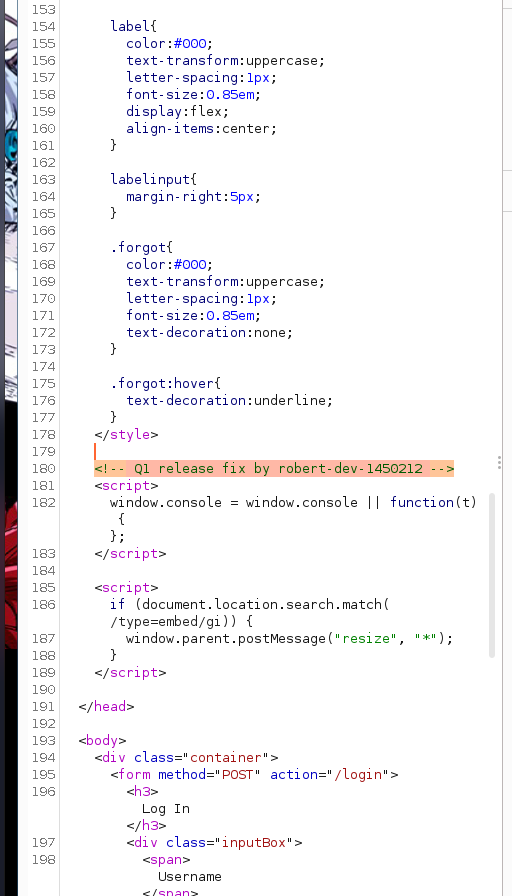 153
154 label{
155 color:#000;
156 text-transform:uppercase;
157 letter-spacing:1px;
158 font-size:0.85em;
159 display:flex;
160 align-items:center;
161 }
162
163 labelinput{
164 margin-right:5px;
165 }
166
167 .forgot{
168 color:#000;
169 text-transform:uppercase;
170 letter-spacing:1px;
171 font-size:0.85em;
172 text-decoration:none;
173 }
174
175 .forgot:hover{
176 text-decoration:underline;
177 }
178 </style>
179
180 <!-- Q1 release fix by robert-dev-1450212 -->
181 <script>
182 window.console = window.console || function(t)
{
};
183 </script>
184
185 <script>
186 if (document.location.search.match(
/type=embed/gi)) {
187 window.parent.postMessage("resize", "*");
188 }
189 </script>
190
191 </head>
192
193 <body>
194 <div class="container">
195 <form method="POST" action="/login">
196 <h3>
Log In
</h3>
197 <div class="inputBox">
198 <span>
Username
</span>